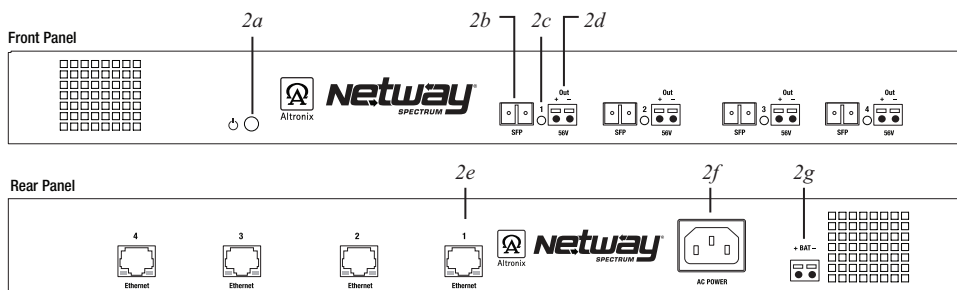 2a
2b
2c
2d
Front Panel
Altronix
Netway
SPECTRUM
1
Out
+ −
SFP
56V
2
Out
+ −
SFP
56V
3
Out
+ −
SFP
56V
4
Out
+ −
SFP
56V
Rear Panel
2e
2f
2g
4
Ethernet
3
Ethernet
2
Ethernet
1
Ethernet
Altronix
Netway
SPECTRUM
AC POWER
+ BAT −